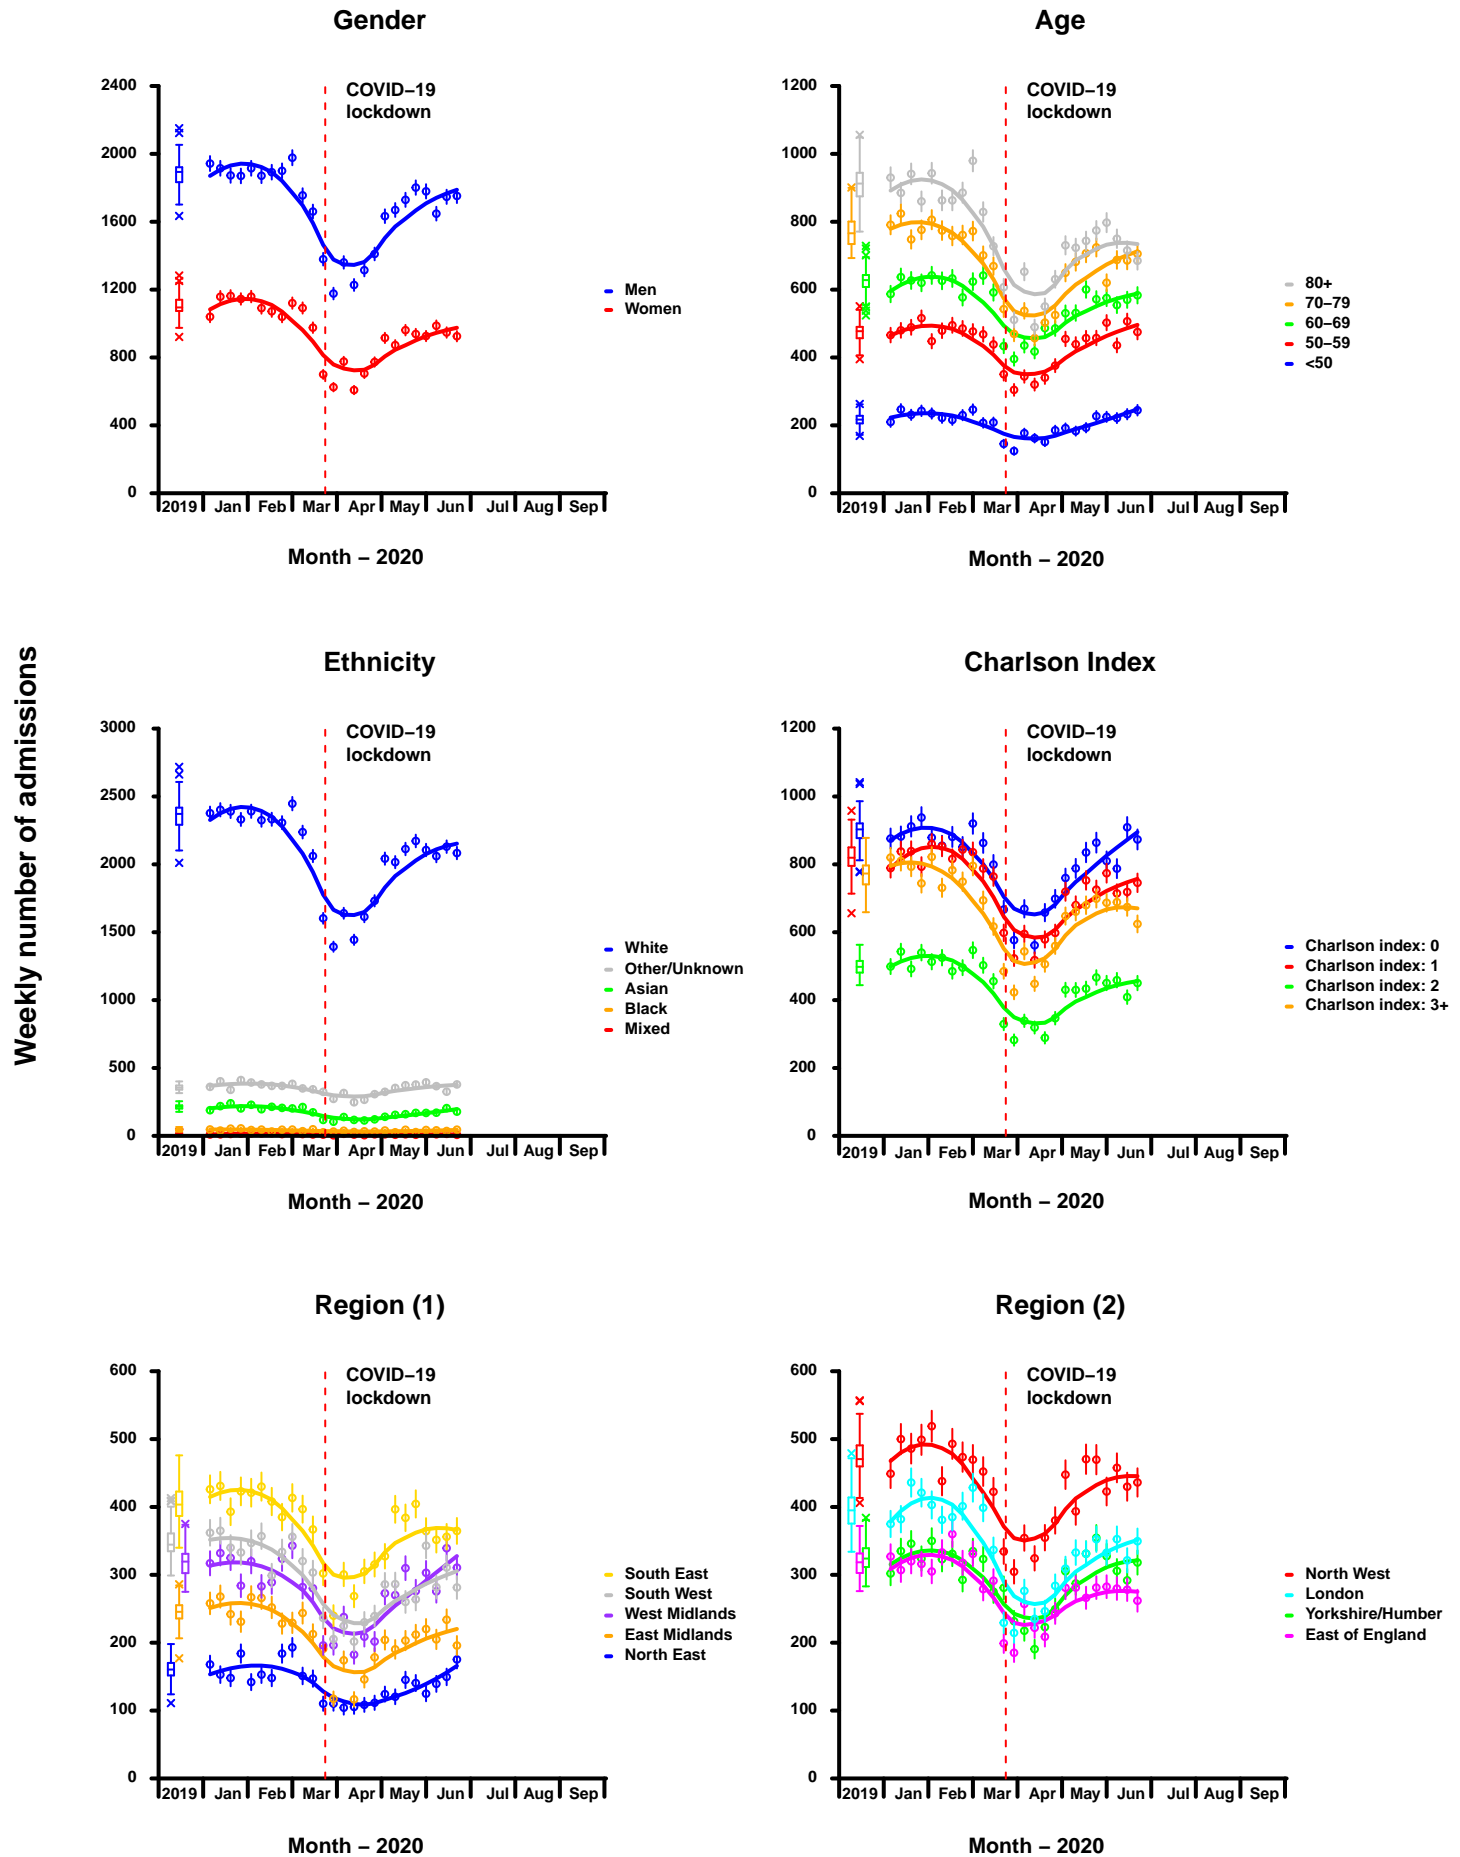 Weekly number of admissions
Gender
COVID−19
lockdown
2400
2000
1600
1200
800
400
0
Men
Women
2019 Jan Feb Mar Apr May Jun Jul Aug Sep
Month − 2020
Age
COVID−19
lockdown
1200
1000
800
600
400
200
0
80+
70−79
60−69
50−59
<50
2019 Jan Feb Mar Apr May Jun Jul Aug Sep
Month − 2020
Ethnicity
COVID−19
lockdown
3000
2500
2000
1500
1000
500
0
White
Other/Unknown
Asian
Black
Mixed
2019 Jan Feb Mar Apr May Jun Jul Aug Sep
Month − 2020
Charlson Index
COVID−19
lockdown
1200
1000
800
600
400
200
0
Charlson index: 0
Charlson index: 1
Charlson index: 2
Charlson index: 3+
2019 Jan Feb Mar Apr May Jun Jul Aug Sep
Month − 2020
Region (1)
COVID−19
lockdown
600
500
400
300
200
100
0
South East
South West
West Midlands
East Midlands
North East
2019 Jan Feb Mar Apr May Jun Jul Aug Sep
Month − 2020
Region (2)
COVID−19
lockdown
600
500
400
300
200
100
0
North West
London
Yorkshire/Humber
East of England
2019 Jan Feb Mar Apr May Jun Jul Aug Sep
Month − 2020